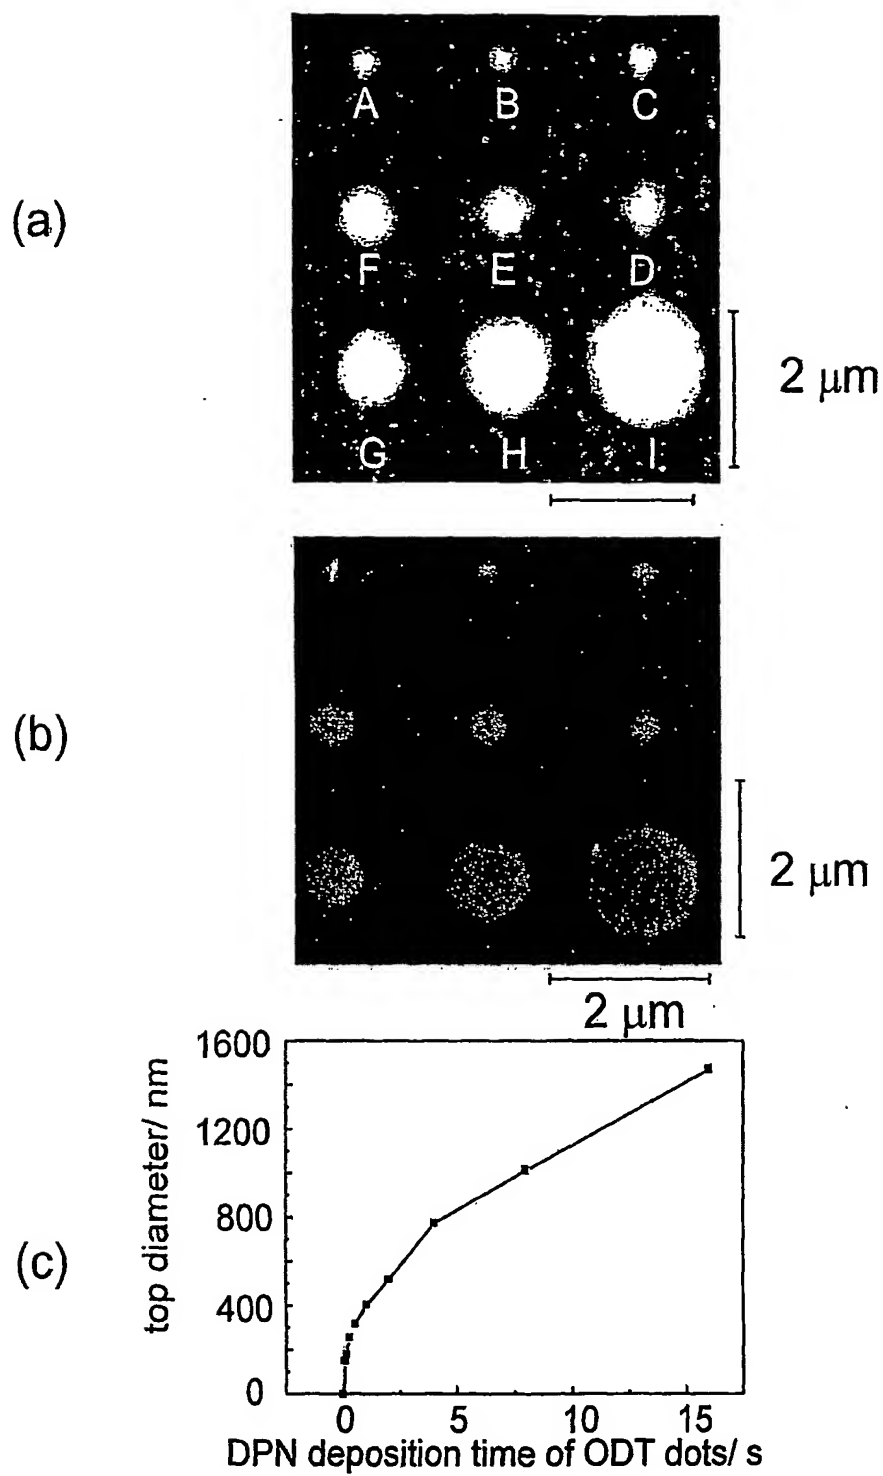 (a)
A B C
F E D
G H I
2 μm
(b)
2 μm
2 μm
(c)
top diameter/ nm
1600
1200
800
400
0
0 5 10 15
DPN deposition time of ODT dots/ s